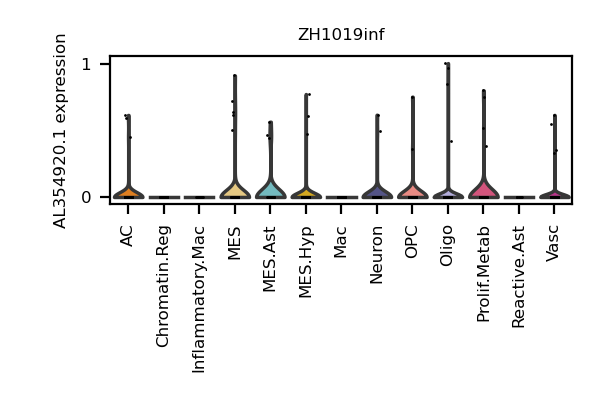 ZH1019inf
AL354920.1 expression
1
0
AC
Chromatin.Reg
Inflammatory.Mac
MES
MES.Ast
MES.Hyp
Mac
Neuron
OPC
Oligo
Prolif.Metab
Reactive.Ast
Vasc